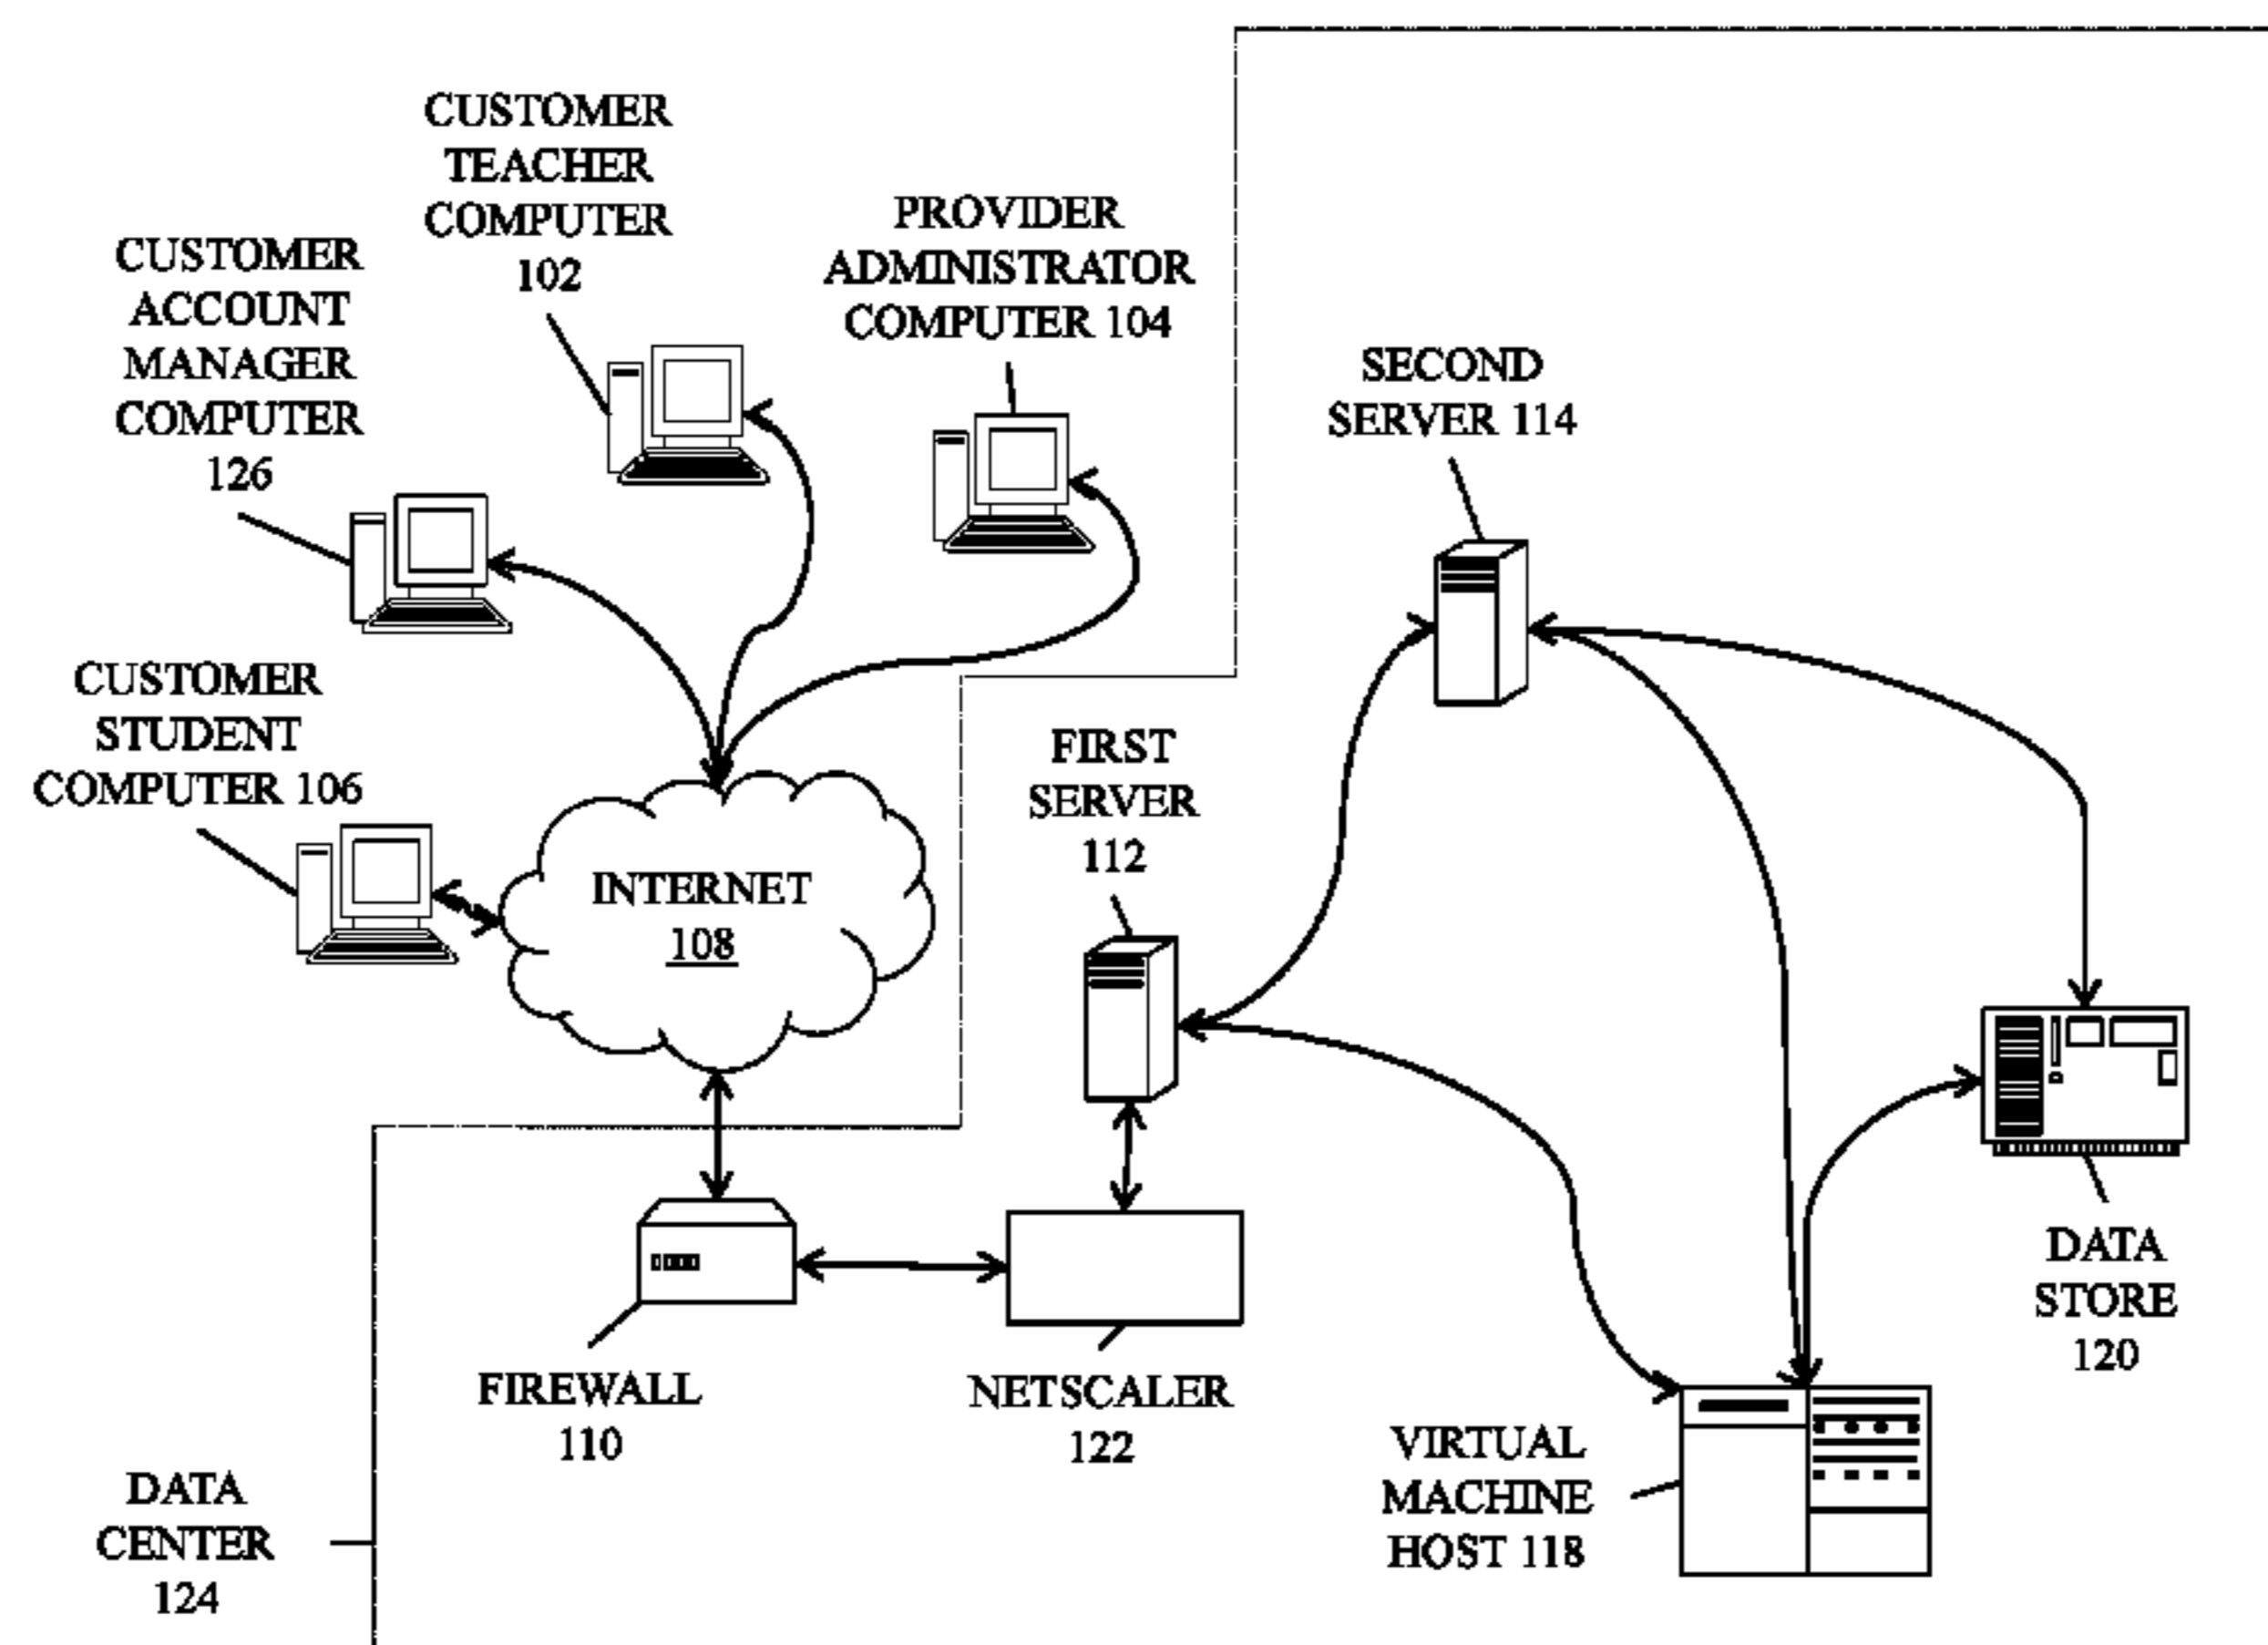 CUSTOMER
TEACHER
COMPUTER
102
PROVIDER
ADMINISTRATOR
COMPUTER 104
CUSTOMER
ACCOUNT
MANAGER
COMPUTER
126
SECOND
SERVER 114
CUSTOMER
STUDENT
COMPUTER 106
FIRST
SERVER
112
INTERNET
108
DATA
STORE
120
FIREWALL
110
NETSCALER
122
VIRTUAL
MACHINE
HOST 118
DATA
CENTER
124